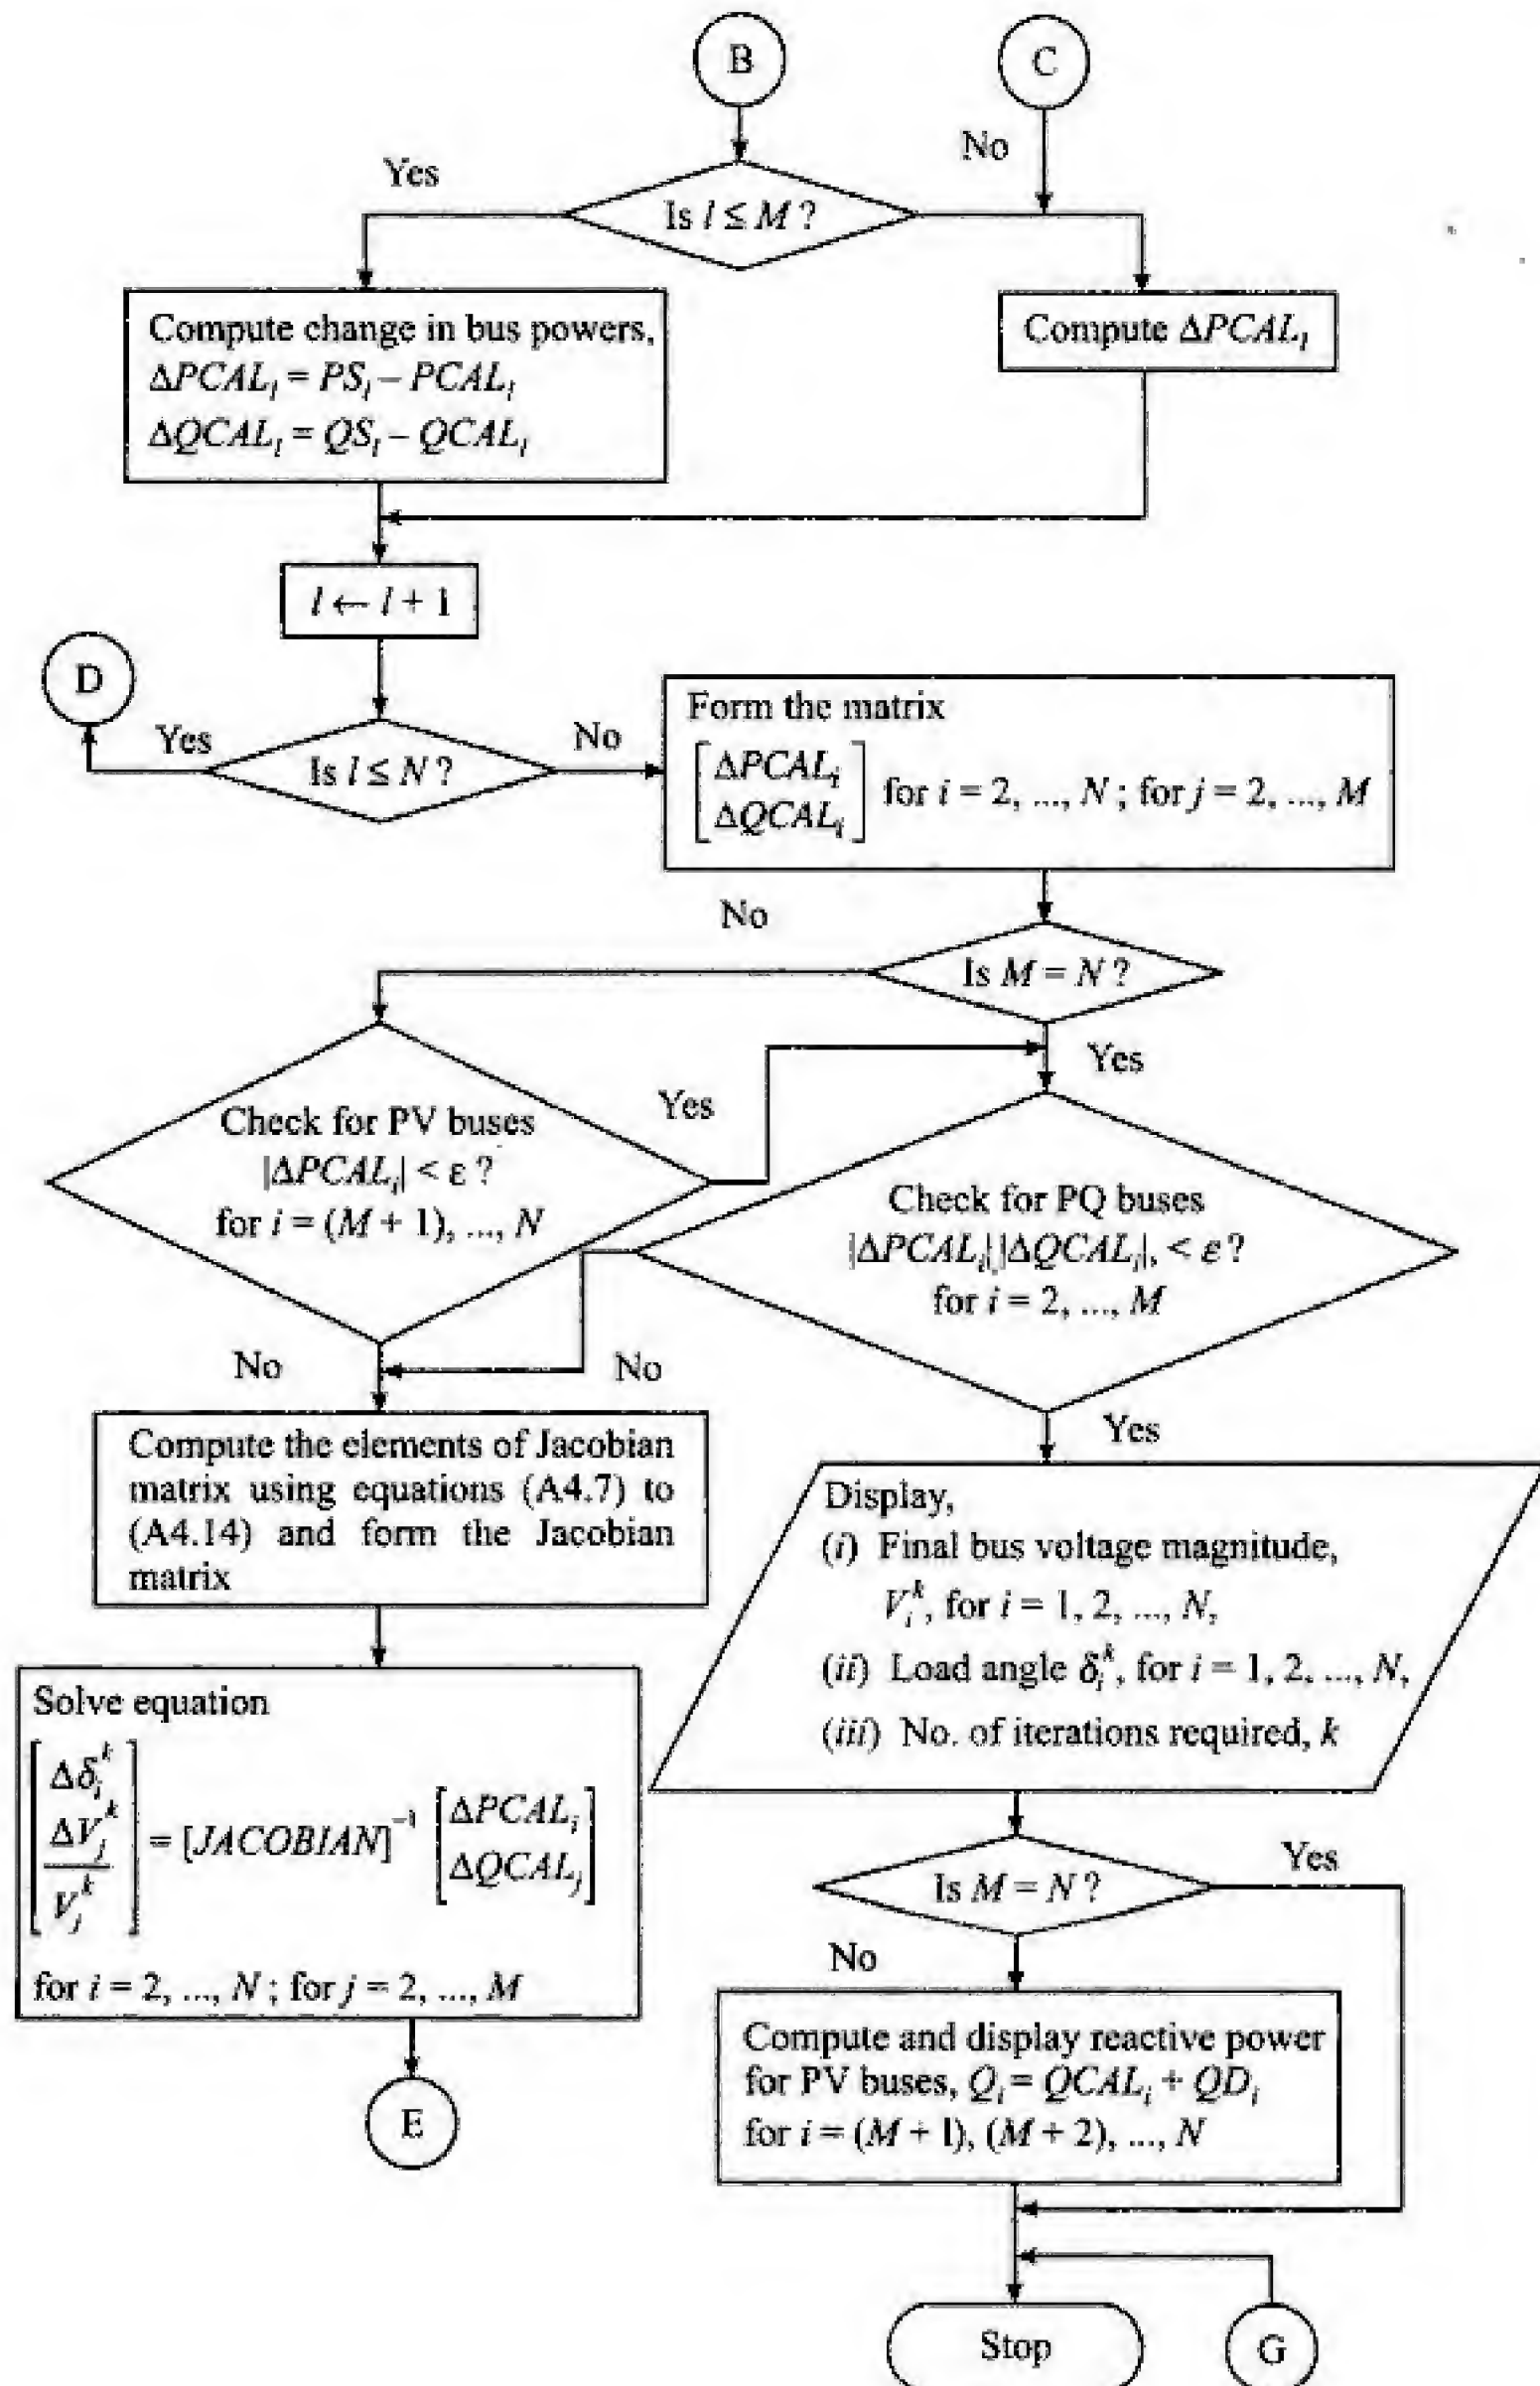 B
C
Yes
No
Is l ≤ M ?
Compute change in bus powers,
ΔPCAL_l = PS_l – PCAL_l
ΔQCAL_l = QS_l – QCAL_l
Compute ΔPCAL_l
l ← l + 1
D
Yes
Is l ≤ N ?
No
Form the matrix
[ΔPCAL_i
ΔQCAL_i] for i = 2, ..., N ; for j = 2, ..., M
No
Is M = N ?
Yes
Check for PV buses
|ΔPCAL_i| < ε ?
for i = (M + 1), ..., N
Yes
Check for PQ buses
|ΔPCAL_i|,|ΔQCAL_i|, < ε ?
for i = 2, ..., M
No
No
Yes
Compute the elements of Jacobian
matrix using equations (A4.7) to
(A4.14) and form the Jacobian
matrix
Display,
(i) Final bus voltage magnitude,
V_i^k, for i = 1, 2, ..., N,
(ii) Load angle δ_i^k, for i = 1, 2, ..., N,
(iii) No. of iterations required, k
Solve equation
[Δδ_i^k
ΔV_j^k / V_j^k] = [JACOBIAN]^–1 [ΔPCAL_i
ΔQCAL_j]
for i = 2, ..., N ; for j = 2, ..., M
E
Is M = N ?
Yes
No
Compute and display reactive power
for PV buses, Q_i = QCAL_i + QD_i
for i = (M + 1), (M + 2), ..., N
Stop
G